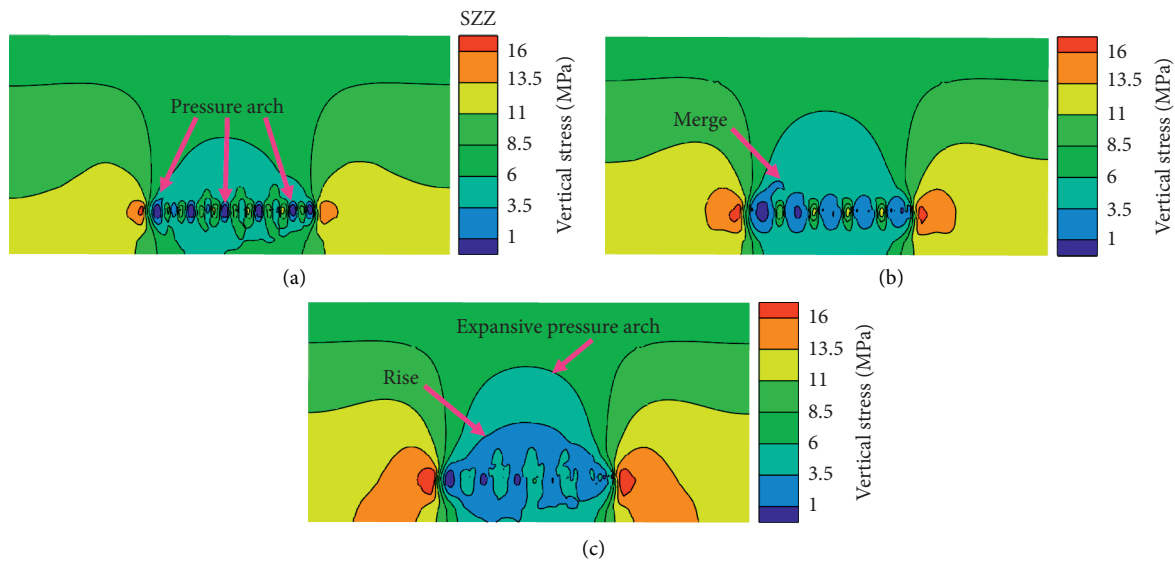 SZZ
Pressure arch
16
13.5
11
8.5
6
3.5
1
Vertical stress (MPa)
(a)
Merge
16
13.5
11
8.5
6
3.5
1
Vertical stress (MPa)
(b)
Expansive pressure arch
Rise
16
13.5
11
8.5
6
3.5
1
Vertical stress (MPa)
(c)